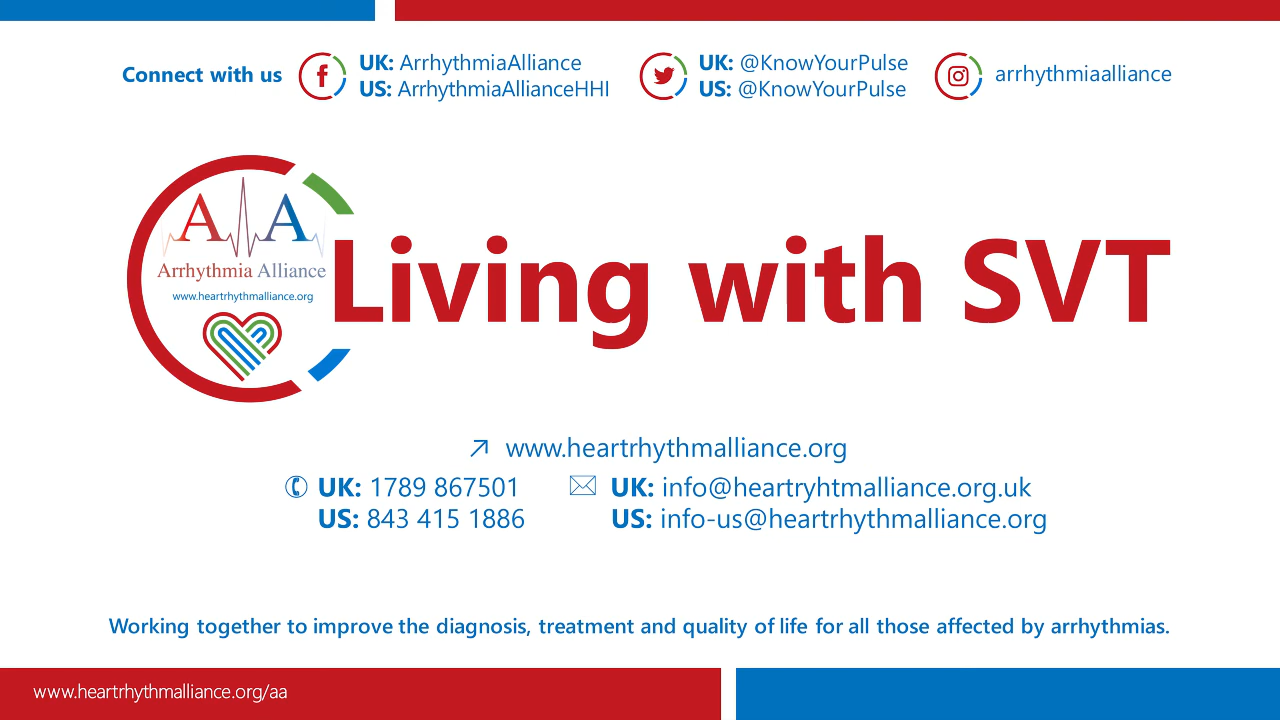 Connect with us
UK: ArrhythmiaAlliance
US: ArrhythmiaAllianceHHI
UK: @KnowYourPulse
US: @KnowYourPulse
arrhythmiaalliance
A A
Arrhythmia Alliance
www.heartrhythmalliance.org
Living with SVT
www.heartrhythmalliance.org
UK: 1789 867501
US: 843 415 1886
UK: info@heartryhtmalliance.org.uk
US: info-us@heartrhythmalliance.org
Working together to improve the diagnosis, treatment and quality of life for all those affected by arrhythmias.
www.heartrhythmalliance.org/aa